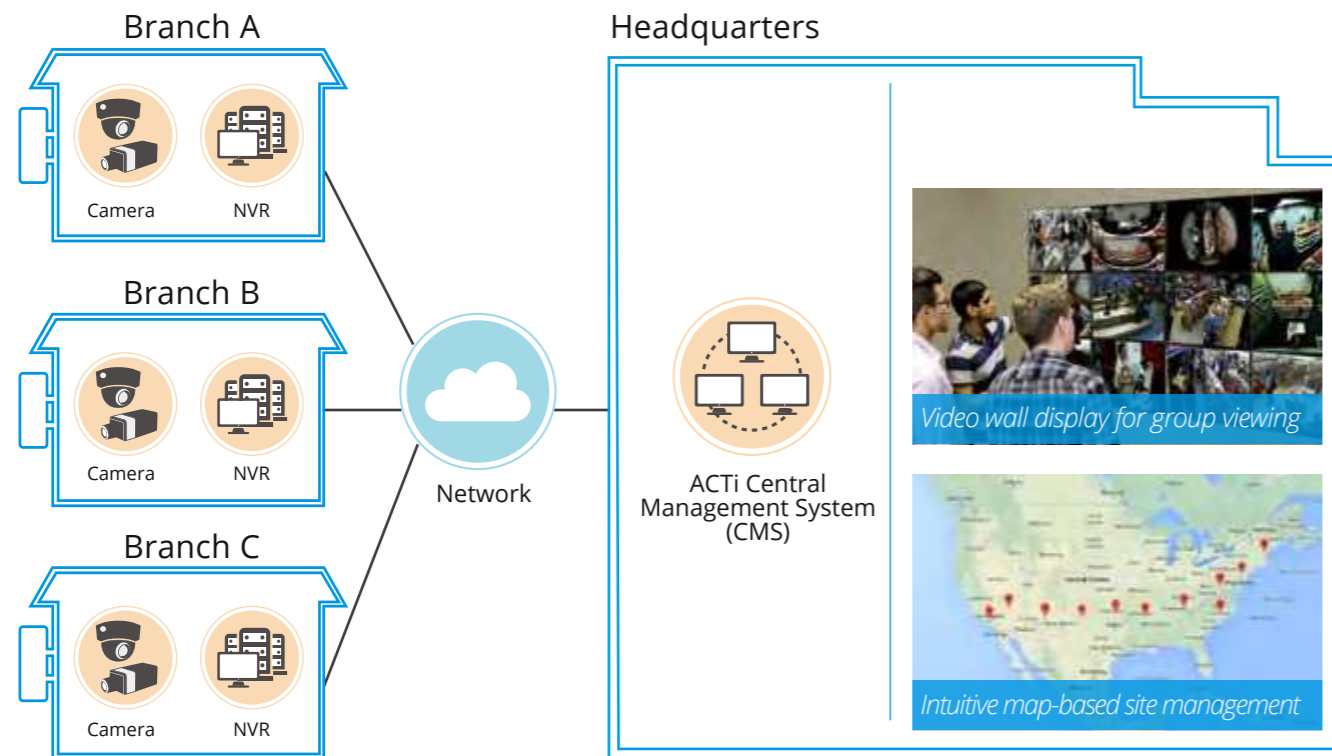 Branch A
Camera
NVR
Branch B
Camera
NVR
Branch C
Camera
NVR
Network
Headquarters
ACTi Central
Management System
(CMS)
Video wall display for group viewing
Intuitive map-based site management